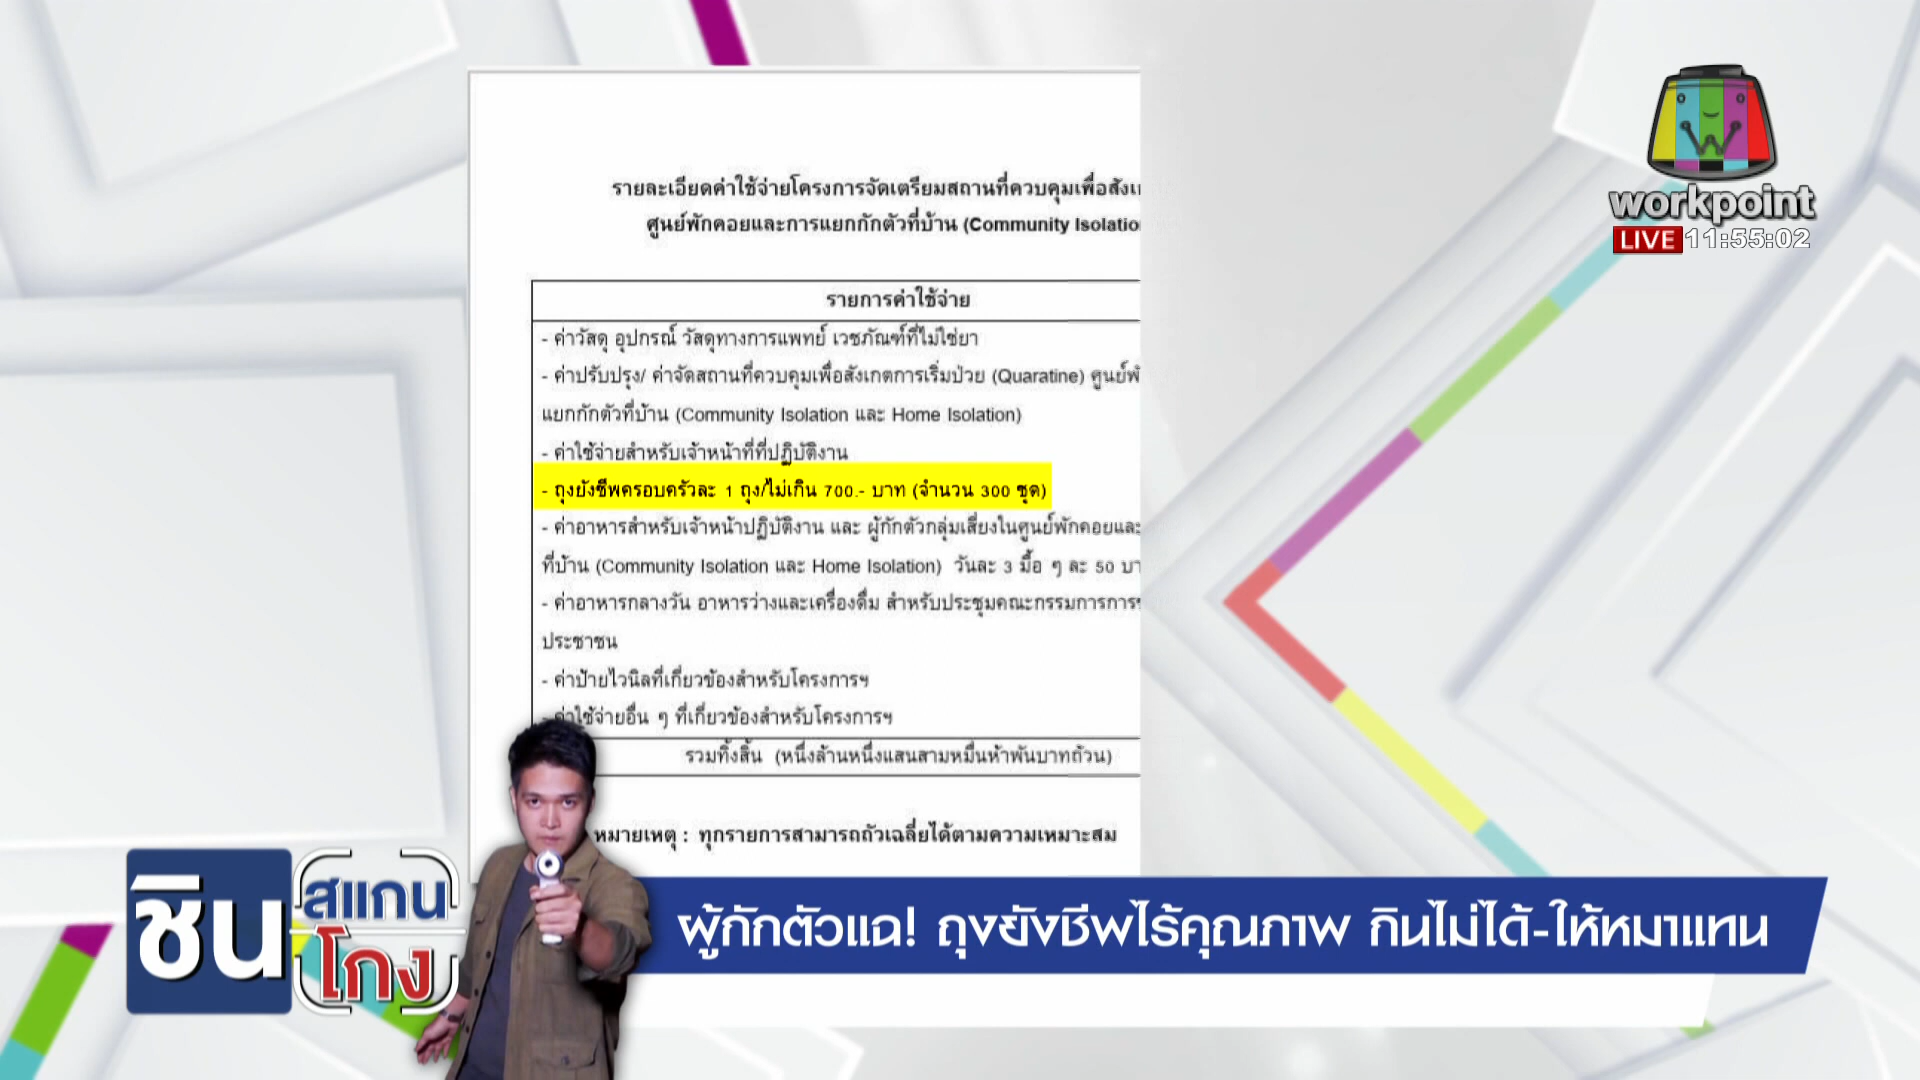 workpoint
LIVE 11:55:02
รายละเอียดค่าใช้จ่ายโครงการจัดเตรียมสถานที่ควบคุมเพื่อสังเ
ศูนย์พักคอยและการแยกกักตัวที่บ้าน (Community Isolatio
รายการค่าใช้จ่าย
- ค่าวัสดุ อุปกรณ์ วัสดุทางการแพทย์ เวชภัณฑ์ที่ไม่ใช่ยา
- ค่าปรับปรุง/ ค่าจัดสถานที่ควบคุมเพื่อสังเกตการเริ่มป่วย (Quaratine) ศูนย์พั
แยกกักตัวที่บ้าน (Community Isolation และ Home Isolation)
- ค่าใช้จ่ายสำหรับเจ้าหน้าที่ที่ปฏิบัติงาน
- ถุงยังชีพครอบครัวละ 1 ถุง/ไม่เกิน 700.- บาท (จำนวน 300 ชุด)
- ค่าอาหารสำหรับเจ้าหน้าปฏิบัติงาน และ ผู้กักตัวกลุ่มเสี่ยงในศูนย์พักคอยและ
ที่บ้าน (Community Isolation และ Home Isolation) วันละ 3 มื้อ ๆ ละ 50 บา
- ค่าอาหารกลางวัน อาหารว่างและเครื่องดื่ม สำหรับประชุมคณะกรรมการการ
ประชาชน
- ค่าป้ายไวนิลที่เกี่ยวข้องสำหรับโครงการฯ
- ค่าใช้จ่ายอื่น ๆ ที่เกี่ยวข้องสำหรับโครงการฯ
รวมทั้งสิ้น (หนึ่งล้านหนึ่งแสนสามหมื่นห้าพันบาทถ้วน)
หมายเหตุ : ทุกรายการสามารถถัวเฉลี่ยได้ตามความเหมาะสม
ชิน สแกน โกง
ผู้กักตัวแฉ! ถุงยังชีพไร้คุณภาพ กินไม่ได้-ให้หมาแทน